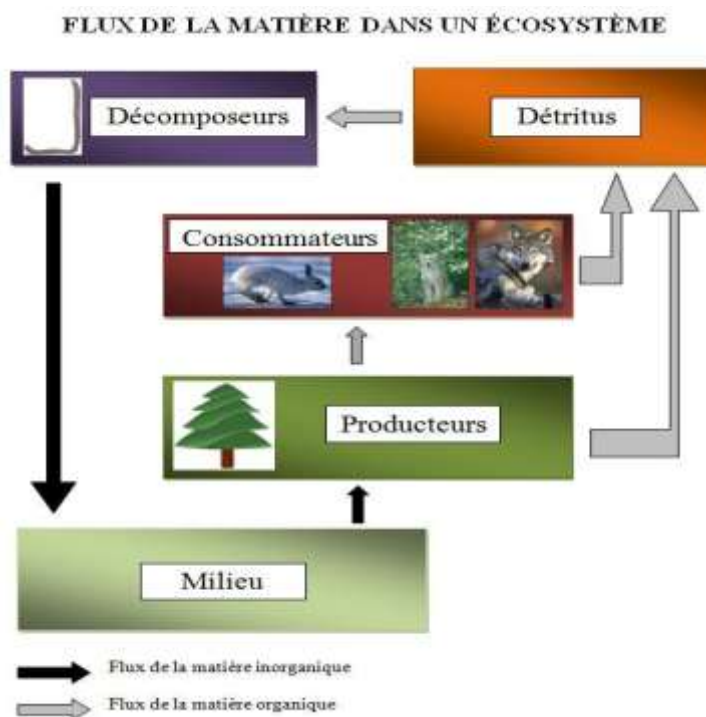 FLUX DE LA MATIÈRE DANS UN ÉCOSYSTÈME
Décomposeurs
Détritus
Consommateurs
Producteurs
Milieu
Flux de la matière inorganique
Flux de la matière organique